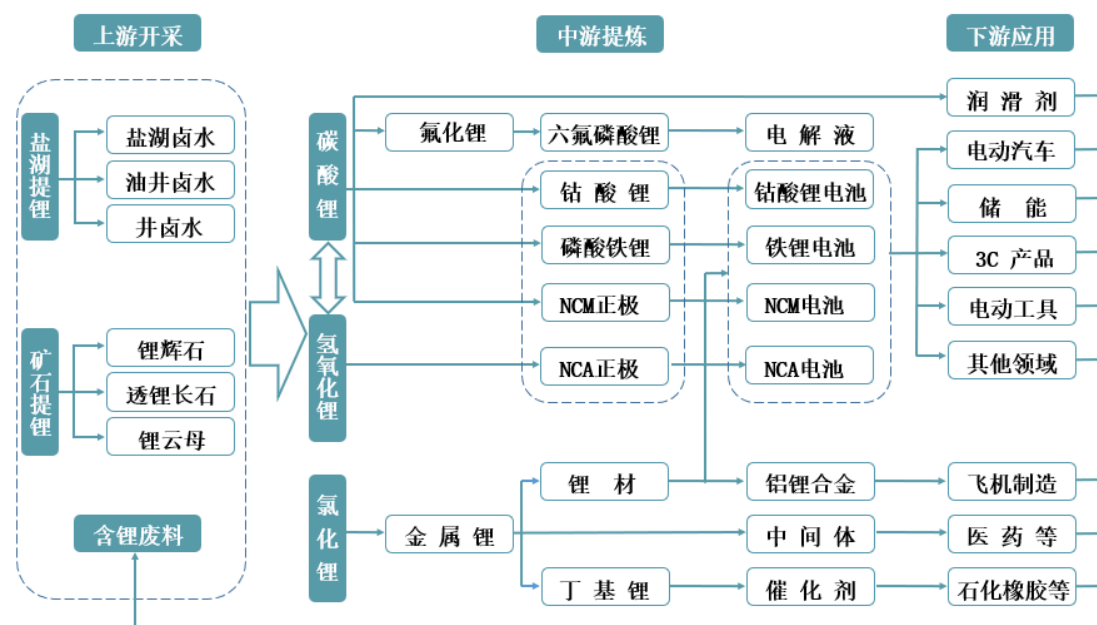 上游开采
中游提炼
下游应用
盐湖提锂
盐湖卤水
油井卤水
井卤水
矿石提锂
锂辉石
透锂长石
锂云母
含锂废料
碳酸锂
氢氧化锂
氯化锂
氟化锂
六氟磷酸锂
电解液
钴酸锂
钴酸锂电池
磷酸铁锂
铁锂电池
NCM正极
NCM电池
NCA正极
NCA电池
金属锂
锂材
铝锂合金
中间体
丁基锂
催化剂
润滑剂
电动汽车
储能
3C 产品
电动工具
其他领域
飞机制造
医药等
石化橡胶等